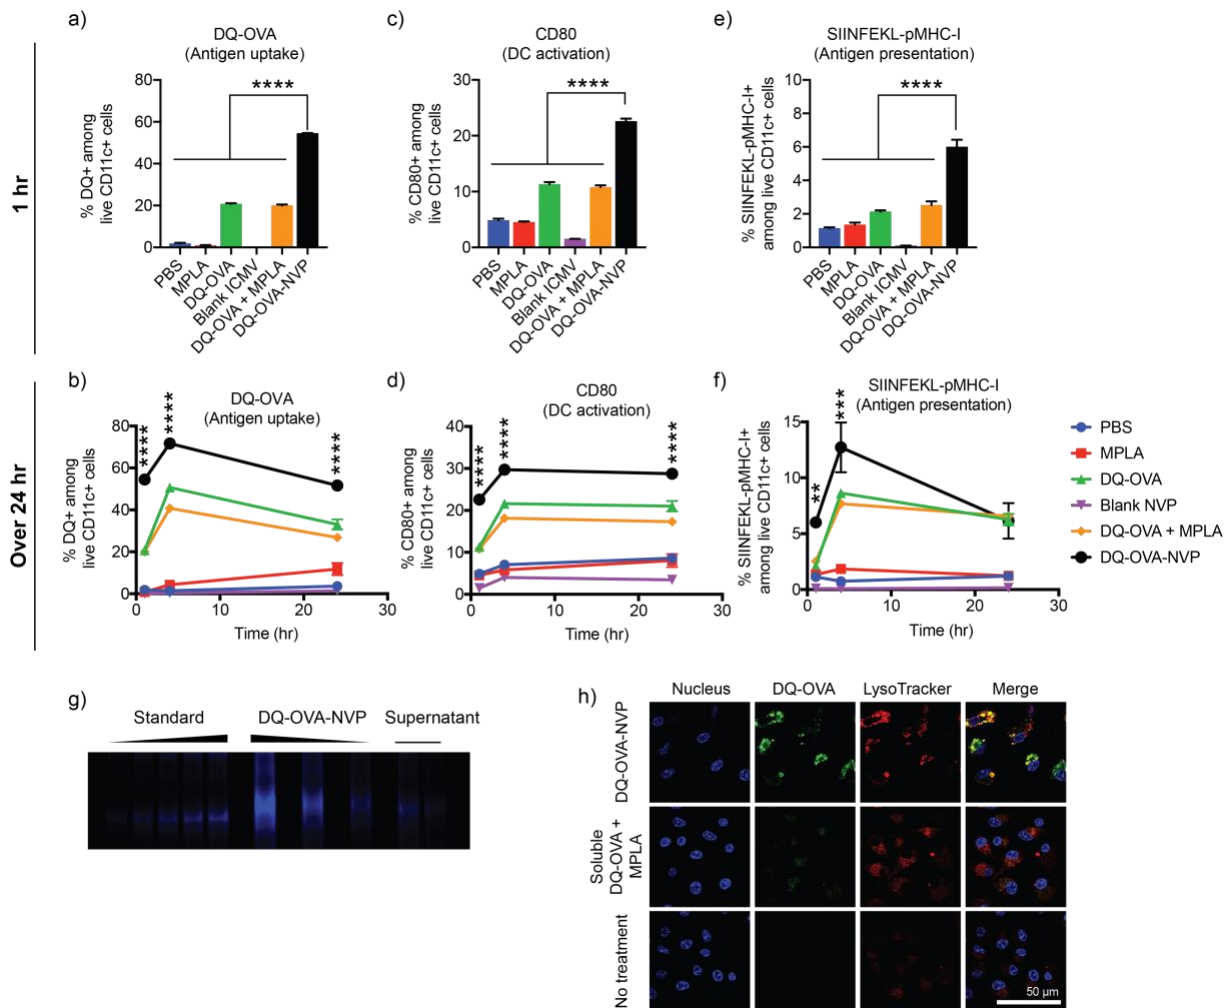 1 hr
a)
DQ-OVA
(Antigen uptake)
% DQ+ among
live CD11c+ cells
80
60
40
20
0
****
PBS
MPLA
DQ-OVA
Blank ICMV
DQ-OVA + MPLA
DQ-OVA-NVP
c)
CD80
(DC activation)
% CD80+ among
live CD11c+ cells
30
20
10
0
****
PBS
MPLA
DQ-OVA
Blank ICMV
DQ-OVA + MPLA
DQ-OVA-NVP
e)
SIINFEKL-pMHC-I
(Antigen presentation)
% SIINFEKL-pMHC-I+
among live CD11c+ cells
10
8
6
4
2
0
****
PBS
MPLA
DQ-OVA
Blank ICMV
DQ-OVA + MPLA
DQ-OVA-NVP
Over 24 hr
b)
DQ-OVA
(Antigen uptake)
% DQ+ among
live CD11c+ cells
80
60
40
20
0
****
****
****
0
10
20
30
Time (hr)
d)
CD80
(DC activation)
% CD80+ among
live CD11c+ cells
40
30
20
10
0
****
****
****
0
10
20
30
Time (hr)
f)
SIINFEKL-pMHC-I
(Antigen presentation)
% SIINFEKL-pMHC-I+
among live CD11c+ cells
15
10
5
0
**
***
0
10
20
30
Time (hr)
PBS
MPLA
DQ-OVA
Blank NVP
DQ-OVA + MPLA
DQ-OVA-NVP
g)
Standard
DQ-OVA-NVP
Supernatant
h)
Nucleus
DQ-OVA
LysoTracker
Merge
DQ-OVA-NVP
Soluble
DQ-OVA +
MPLA
No treatment
50 µm